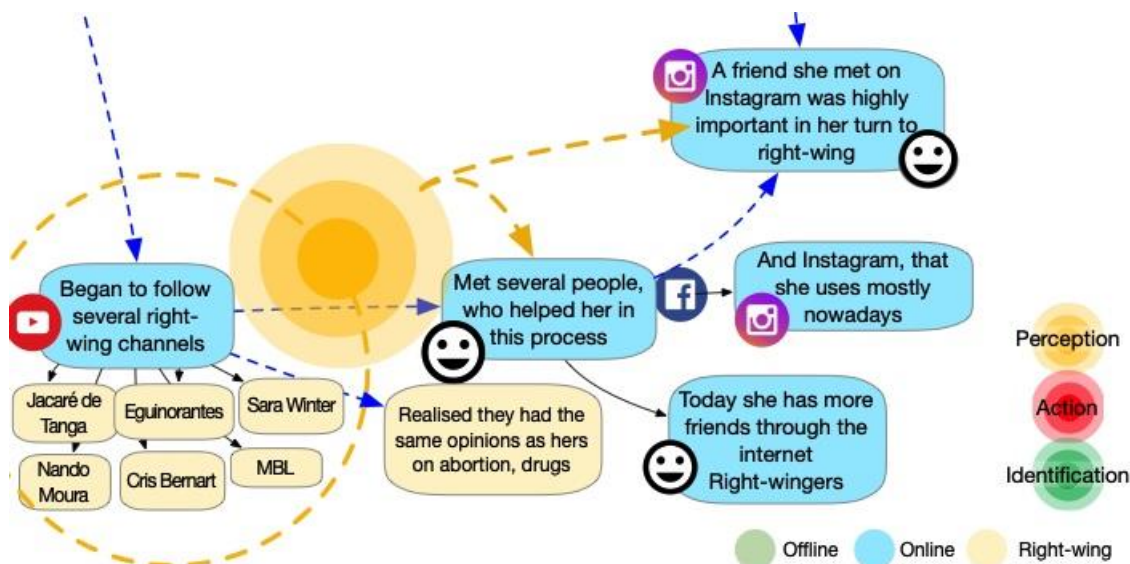 A friend she met on
Instagram was highly
important in her turn to
right-wing
Began to follow
several right-
wing channels
Met several people,
who helped her in
this process
And Instagram, that
she uses mostly
nowadays
Jacaré de
Tanga
Eguinorantes
Sara Winter
Nando
Moura
Cris Bernart
MBL
Realised they had the
same opinions as hers
on abortion, drugs
Today she has more
friends through the
internet
Right-wingers
Perception
Action
Identification
Offline
Online
Right-wing